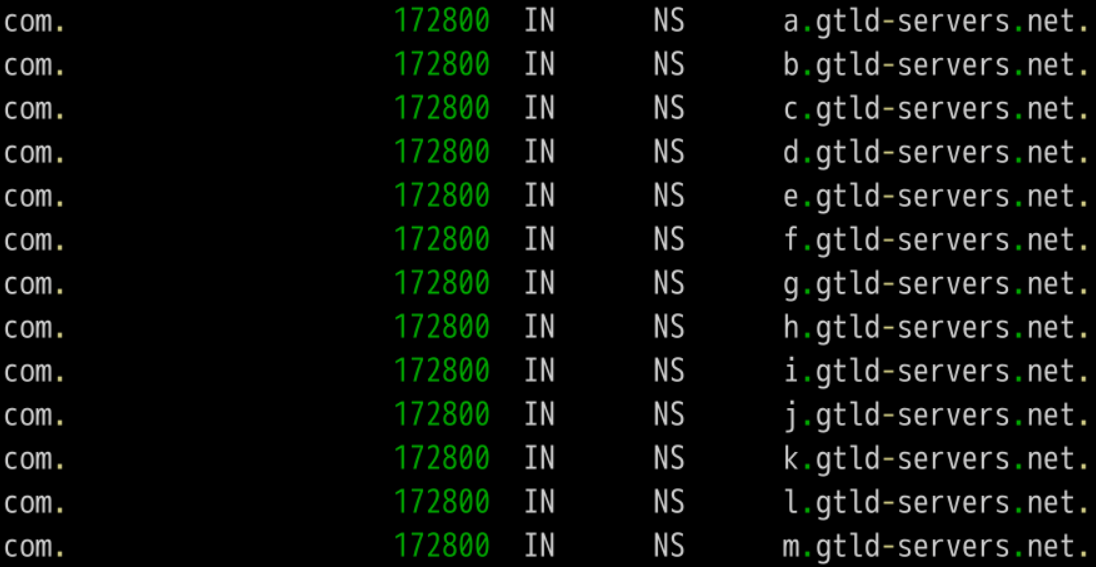 com. 172800 IN NS a.gtld-servers.net.
com. 172800 IN NS b.gtld-servers.net.
com. 172800 IN NS c.gtld-servers.net.
com. 172800 IN NS d.gtld-servers.net.
com. 172800 IN NS e.gtld-servers.net.
com. 172800 IN NS f.gtld-servers.net.
com. 172800 IN NS g.gtld-servers.net.
com. 172800 IN NS h.gtld-servers.net.
com. 172800 IN NS i.gtld-servers.net.
com. 172800 IN NS j.gtld-servers.net.
com. 172800 IN NS k.gtld-servers.net.
com. 172800 IN NS l.gtld-servers.net.
com. 172800 IN NS m.gtld-servers.net.